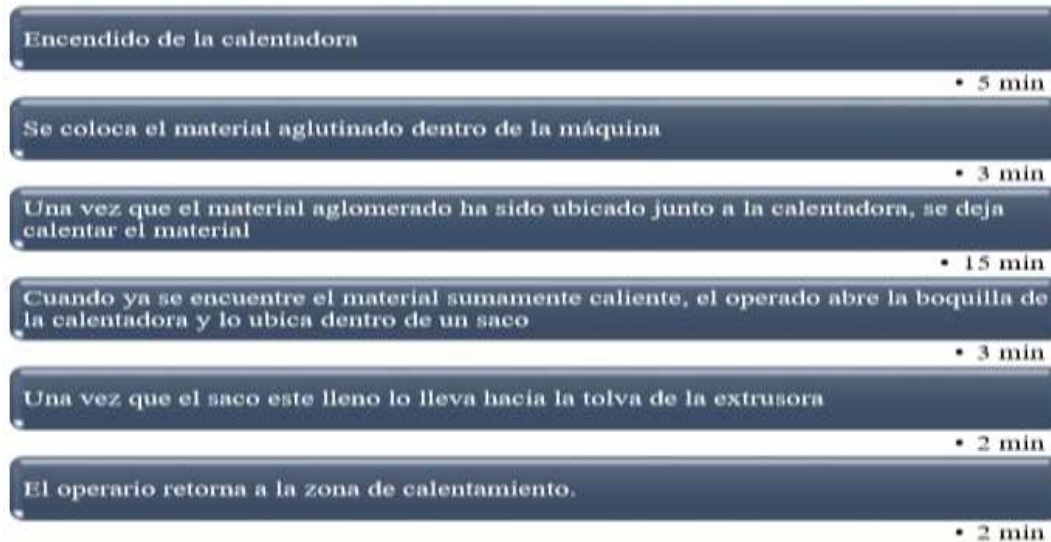 Encendido de la calentadora
• 5 min
Se coloca el material aglutinado dentro de la máquina
• 3 min
Una vez que el material aglomerado ha sido ubicado junto a la calentadora, se deja
calentar el material
• 15 min
Cuando ya se encuentre el material sumamente caliente, el operado abre la boquilla de
la calentadora y lo ubica dentro de un saco
• 3 min
Una vez que el saco este lleno lo lleva hacia la tolva de la extrusora
• 2 min
El operario retorna a la zona de calentamiento.
• 2 min